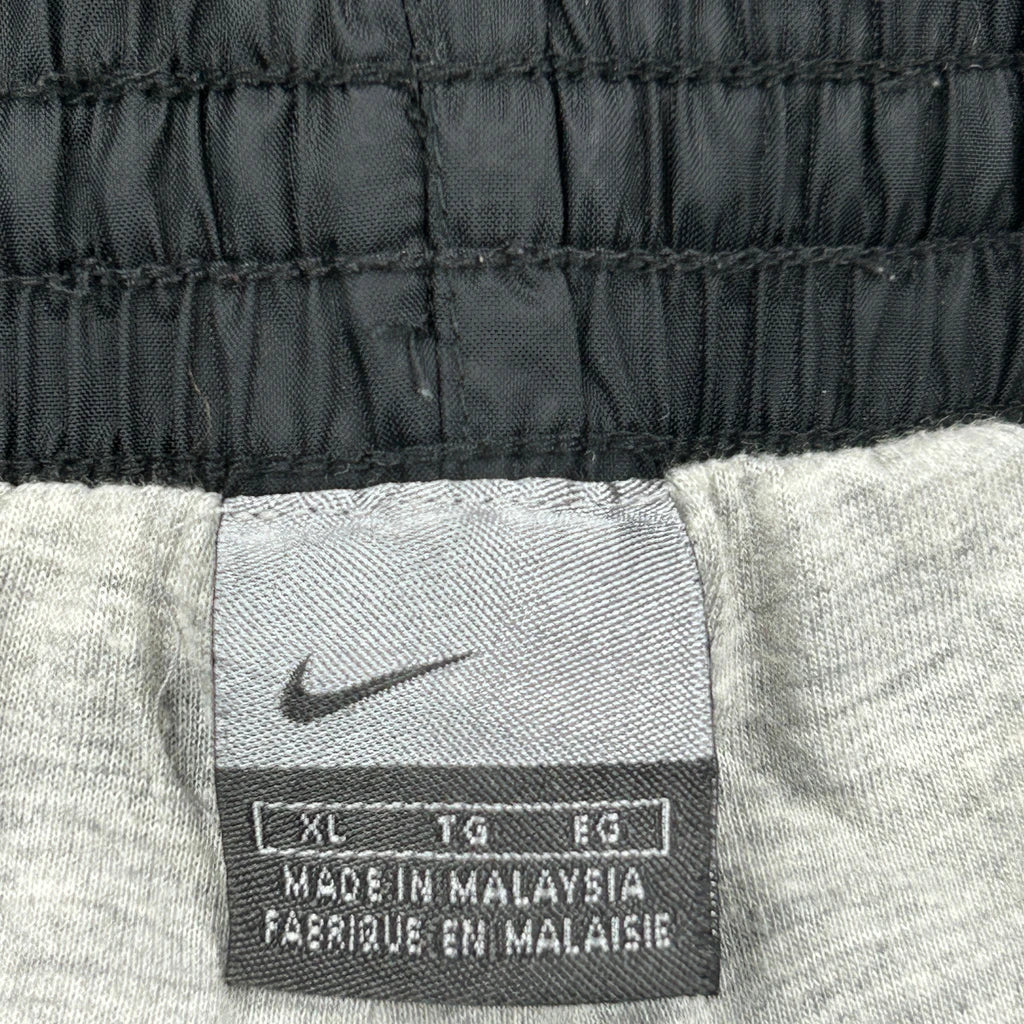 XL TG EG
MADE IN MALAYSIA
FABRIQUE EN MALAISIE